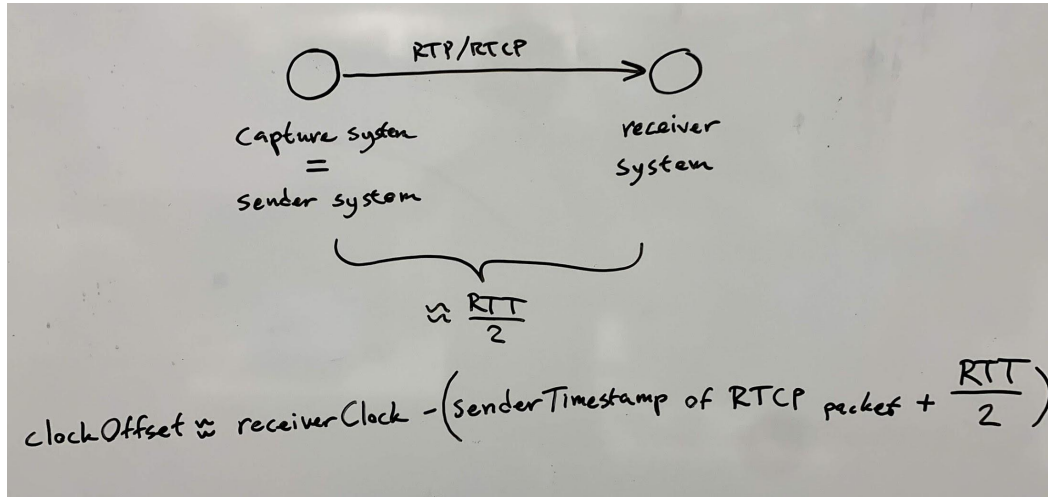 RTP/RTCP
Capture system
=
Sender system
receiver
system
≈ RTT/2
clockOffset ≈ receiverClock - (senderTimestamp of RTCP packet + RTT/2)